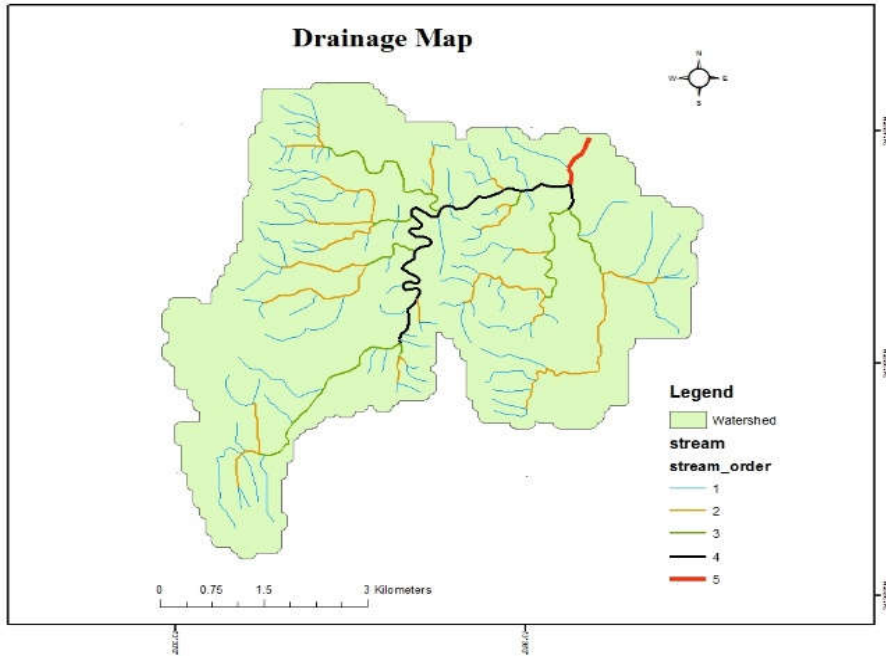 Drainage Map
N
W E
S
Legend
Watershed
stream
stream_order
1
2
3
4
5
0 0.75 1.5 3 Kilometers